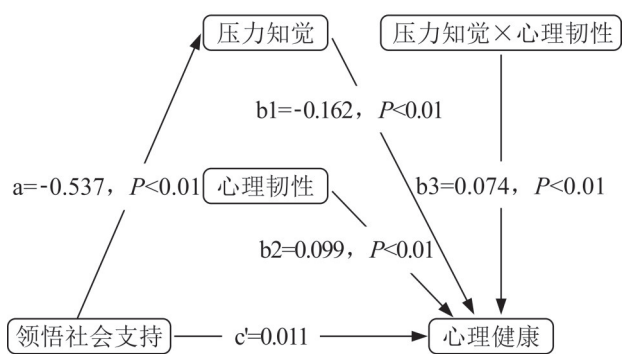 压力知觉
压力知觉×心理韧性
b1=-0.162，P<0.01
a=-0.537，P<0.01
心理韧性
b3=0.074，P<0.01
b2=0.099，P<0.01
领悟社会支持
c'=0.011
心理健康